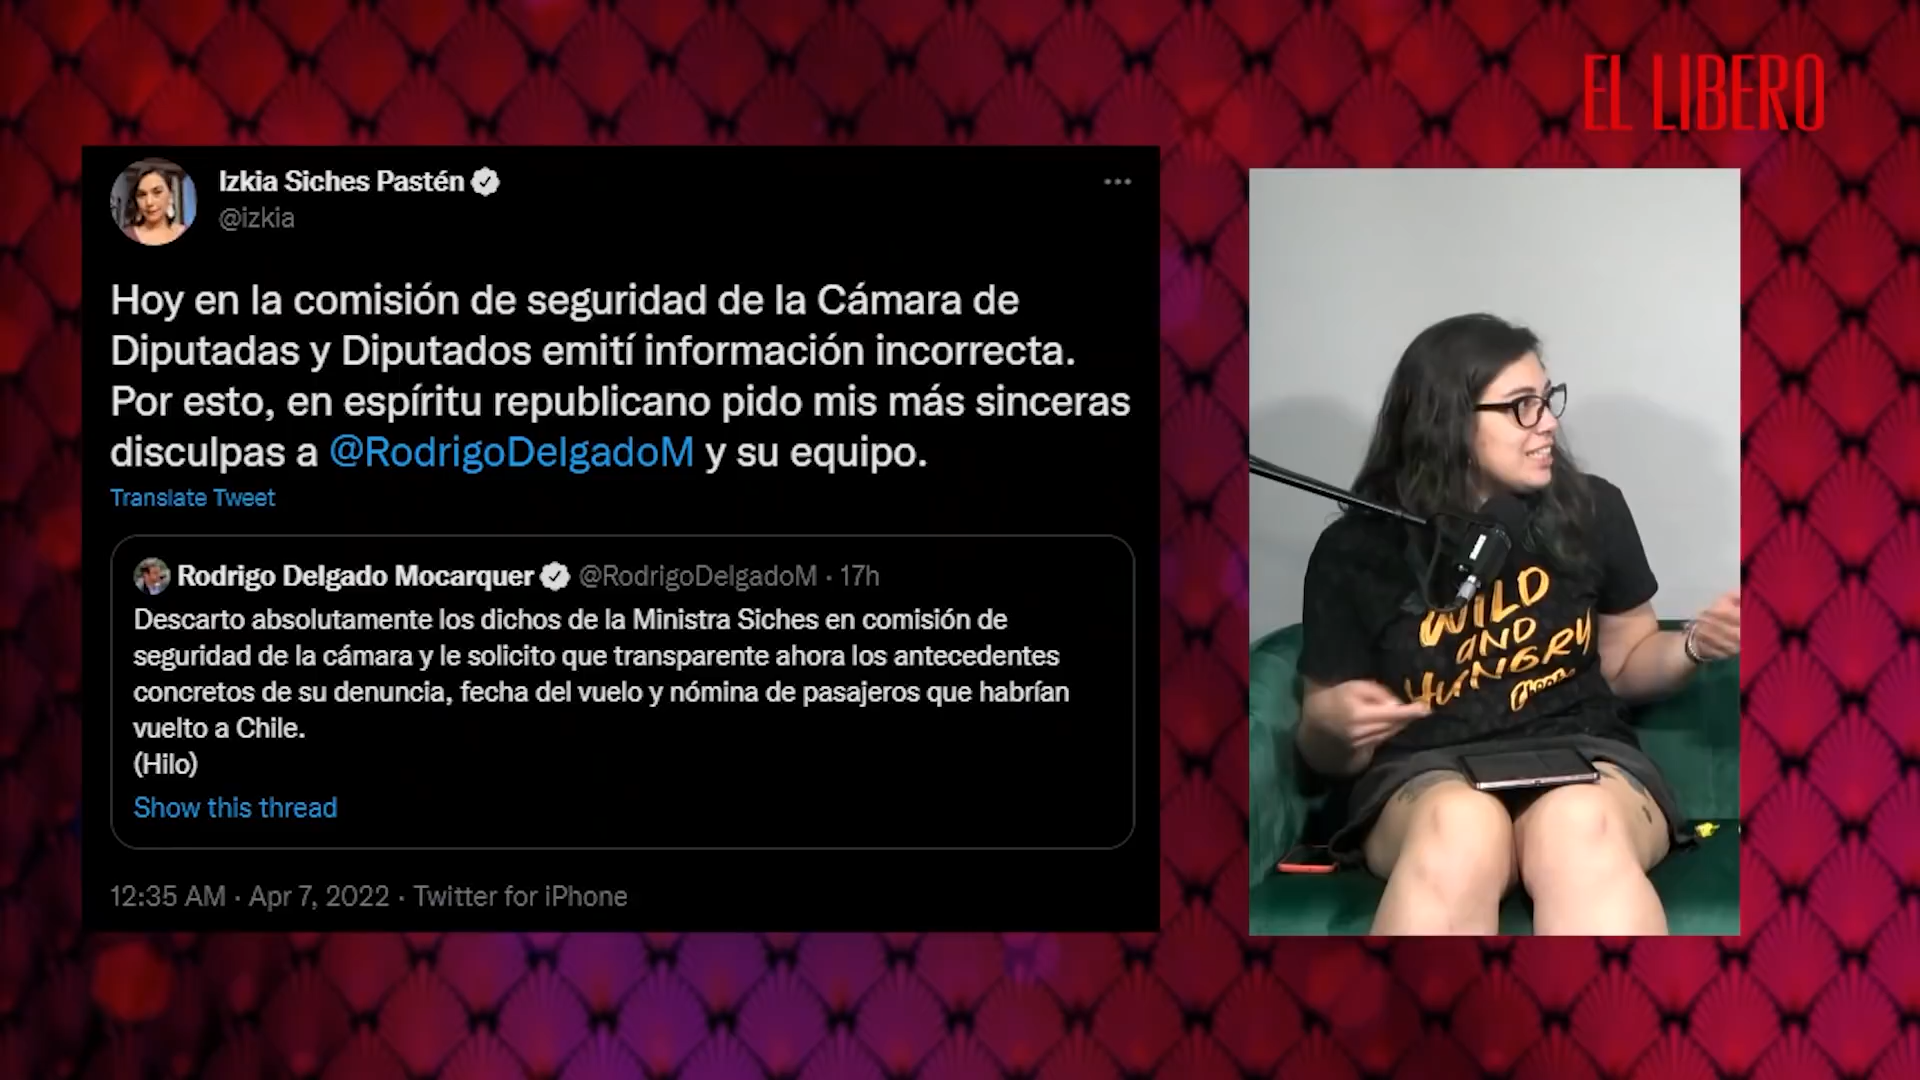 EL LIBERO
Izkia Siches Pastén
@izkia
Hoy en la comisión de seguridad de la Cámara de
Diputadas y Diputados emití información incorrecta.
Por esto, en espíritu republicano pido mis más sinceras
disculpas a @RodrigoDelgadoM y su equipo.
Translate Tweet
Rodrigo Delgado Mocarquer @RodrigoDelgadoM · 17h
Descarto absolutamente los dichos de la Ministra Siches en comisión de
seguridad de la cámara y le solicito que transparente ahora los antecedentes
concretos de su denuncia, fecha del vuelo y nómina de pasajeros que habrían
vuelto a Chile.
(Hilo)
Show this thread
12:35 AM · Apr 7, 2022 · Twitter for iPhone
WILD
AND
HUNGRY